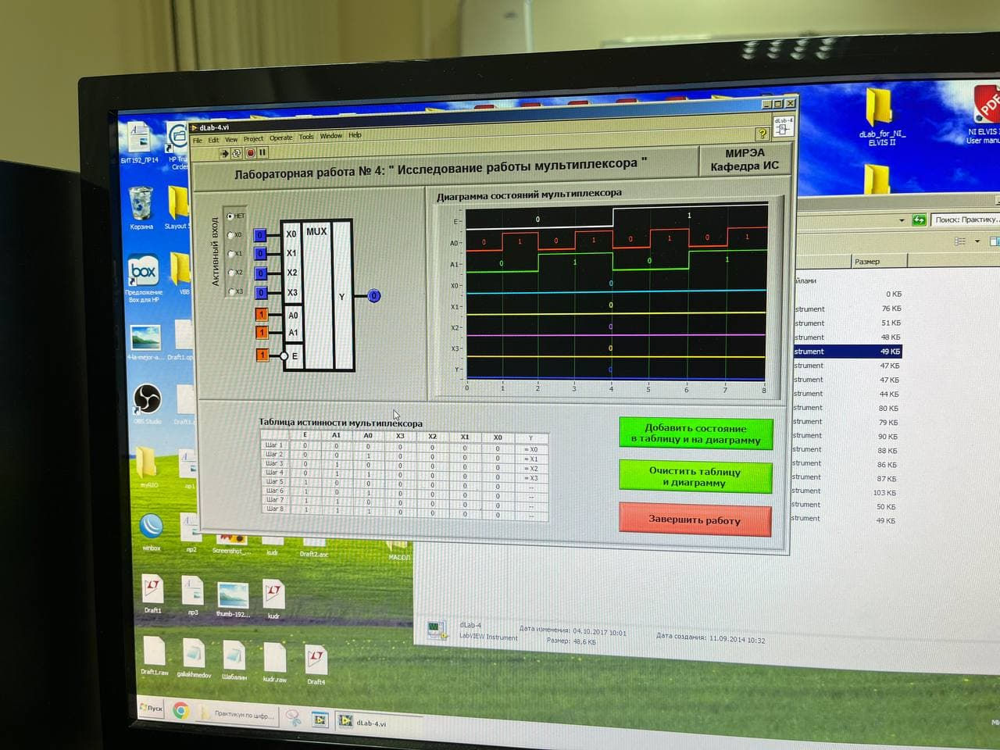 dLab-4.vi
File Edit View Project Operate Tools Window Help
dLab-4
Лабораторная работа № 4: " Исследование работы мультиплексора "
МИРЭА
Кафедра ИС
Активный вход
НЕТ
X0
X1
X2
X3
0 X0 MUX
0 X1
0 X2
0 X3 Y 0
1 A0
1 A1
1 E
Диаграмма состояний мультиплексора
E 0 1
A0 0 1 0 1 0 1 0 1
A1 0 1 0 1
X0 0
X1 0
X2 0
X3 0
Y 0
0 1 2 3 4 5 6 7 8
Таблица истинности мультиплексора
E A1 A0 X3 X2 X1 X0 Y
Шаг 1 0 0 0 0 0 0 0 = X0
Шаг 2 0 0 1 0 0 0 0 = X1
Шаг 3 0 1 0 0 0 0 0 = X2
Шаг 4 0 1 1 0 0 0 0 = X3
Шаг 5 1 0 0 0 0 0 0 --
Шаг 6 1 0 1 0 0 0 0 --
Шаг 7 1 1 0 0 0 0 0 --
Шаг 8 1 1 1 0 0 0 0 --
Добавить состояние
в таблицу и на диаграмму
Очистить таблицу
и диаграмму
Завершить работу
БИТ192_ЛР14
HP Tru
Circles
Корзина
SLayout
Предложение
Box для HP
VBB
box
4-la-mejor-a...
Draft1.op
OBS Studio
Draft1.
myRIO
лр1
winbox
лр2
Screenshot_...
kudr
Draft2.asc
МАСОЛ
Draft1
лр3
thumb-192...
kudr
Draft1.raw
galiakhmedov
Шабалин
kudr.raw
Draft4
dLab_for_NI_
ELVIS II
PDF
NI ELVIS
User manu
Поиск: Практику...
Размер
йлами
0 КБ
strument 76 КБ
strument 51 КБ
strument 48 КБ
strument 49 КБ
strument 47 КБ
strument 46 КБ
strument 44 КБ
strument 80 КБ
strument 79 КБ
strument 90 КБ
strument 88 КБ
strument 86 КБ
strument 87 КБ
strument 103 КБ
strument 50 КБ
strument 49 КБ
dLab-4 Дата изменения: 04.10.2017 10:01 Дата создания: 11.09.2014 10:32
LabVIEW Instrument Размер: 48,6 КБ
Пуск
Практикум по цифр...
dLab-4.vi